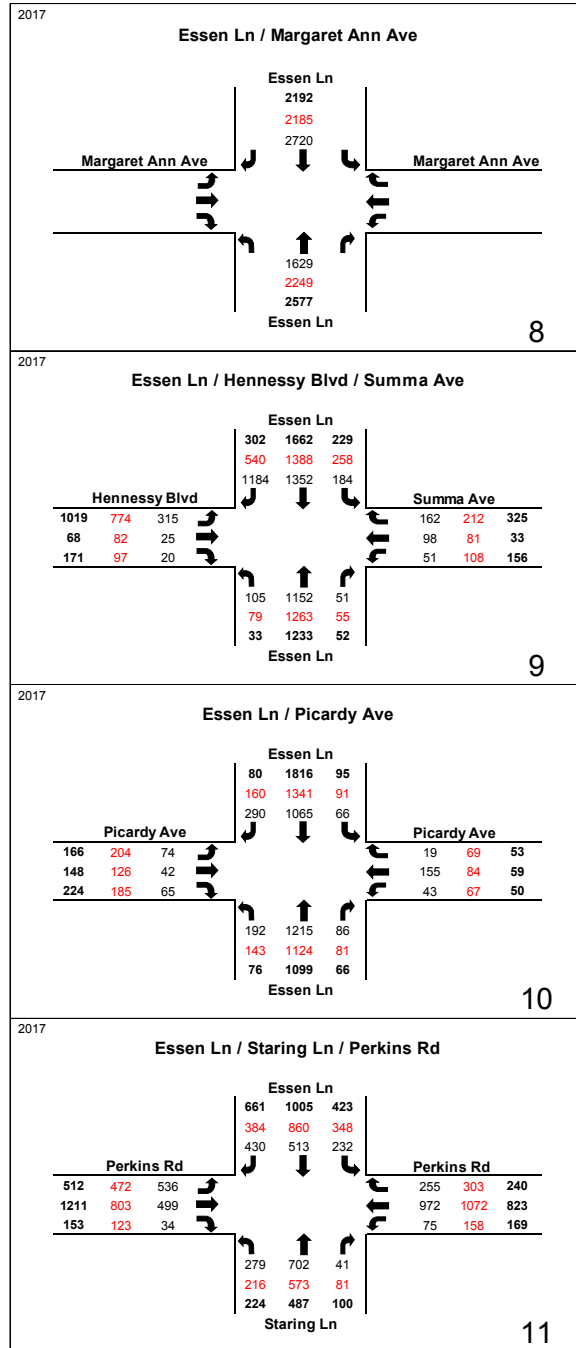 2017
Essen Ln / Margaret Ann Ave
Essen Ln
2192
2185
2720
Margaret Ann Ave Margaret Ann Ave
1629
2249
2577
Essen Ln
8
2017
Essen Ln / Hennessy Blvd / Summa Ave
Essen Ln
302 1662 229
540 1388 258
1184 1352 184
Hennessy Blvd Summa Ave
1019 774 315 162 212 325
68 82 25 98 81 33
171 97 20 51 108 156
105 1152 51
79 1263 55
33 1233 52
Essen Ln
9
2017
Essen Ln / Picardy Ave
Essen Ln
80 1816 95
160 1341 91
290 1065 66
Picardy Ave Picardy Ave
166 204 74 19 69 53
148 126 42 155 84 59
224 185 65 43 67 50
192 1215 86
143 1124 81
76 1099 66
Essen Ln
10
2017
Essen Ln / Staring Ln / Perkins Rd
Essen Ln
661 1005 423
384 860 348
430 513 232
Perkins Rd Perkins Rd
512 472 536 255 303 240
1211 803 499 972 1072 823
153 123 34 75 158 169
279 702 41
216 573 81
224 487 100
Staring Ln
11